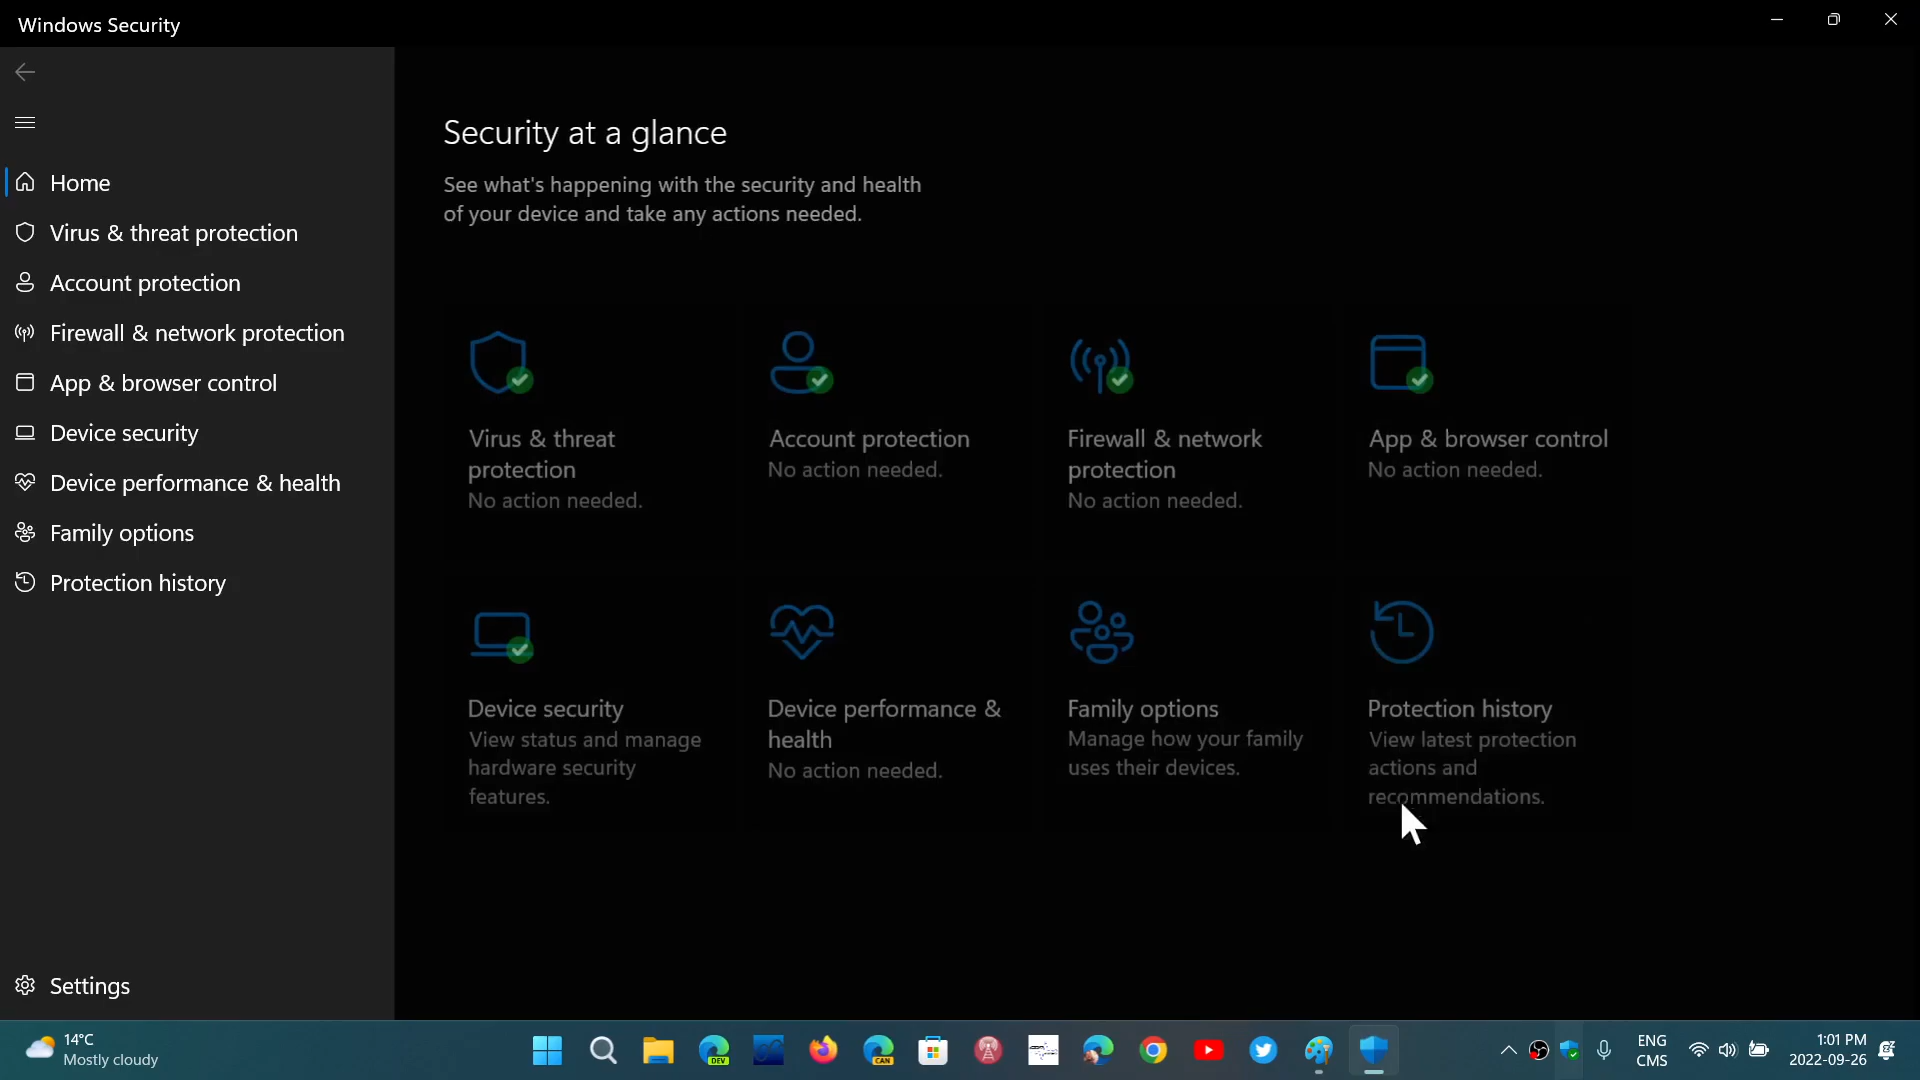 Windows Security
Home
Virus & threat protection
Account protection
Firewall & network protection
App & browser control
Device security
Device performance & health
Family options
Protection history
Settings
Security at a glance
See what's happening with the security and health
of your device and take any actions needed.
Virus & threat
protection
No action needed.
Account protection
No action needed.
Firewall & network
protection
No action needed.
App & browser control
No action needed.
Device security
View status and manage
hardware security
features.
Device performance &
health
No action needed.
Family options
Manage how your family
uses their devices.
Protection history
View latest protection
actions and
recommendations.
14°C
Mostly cloudy
DEV
CAN
ENG
CMS
1:01 PM
2022-09-26